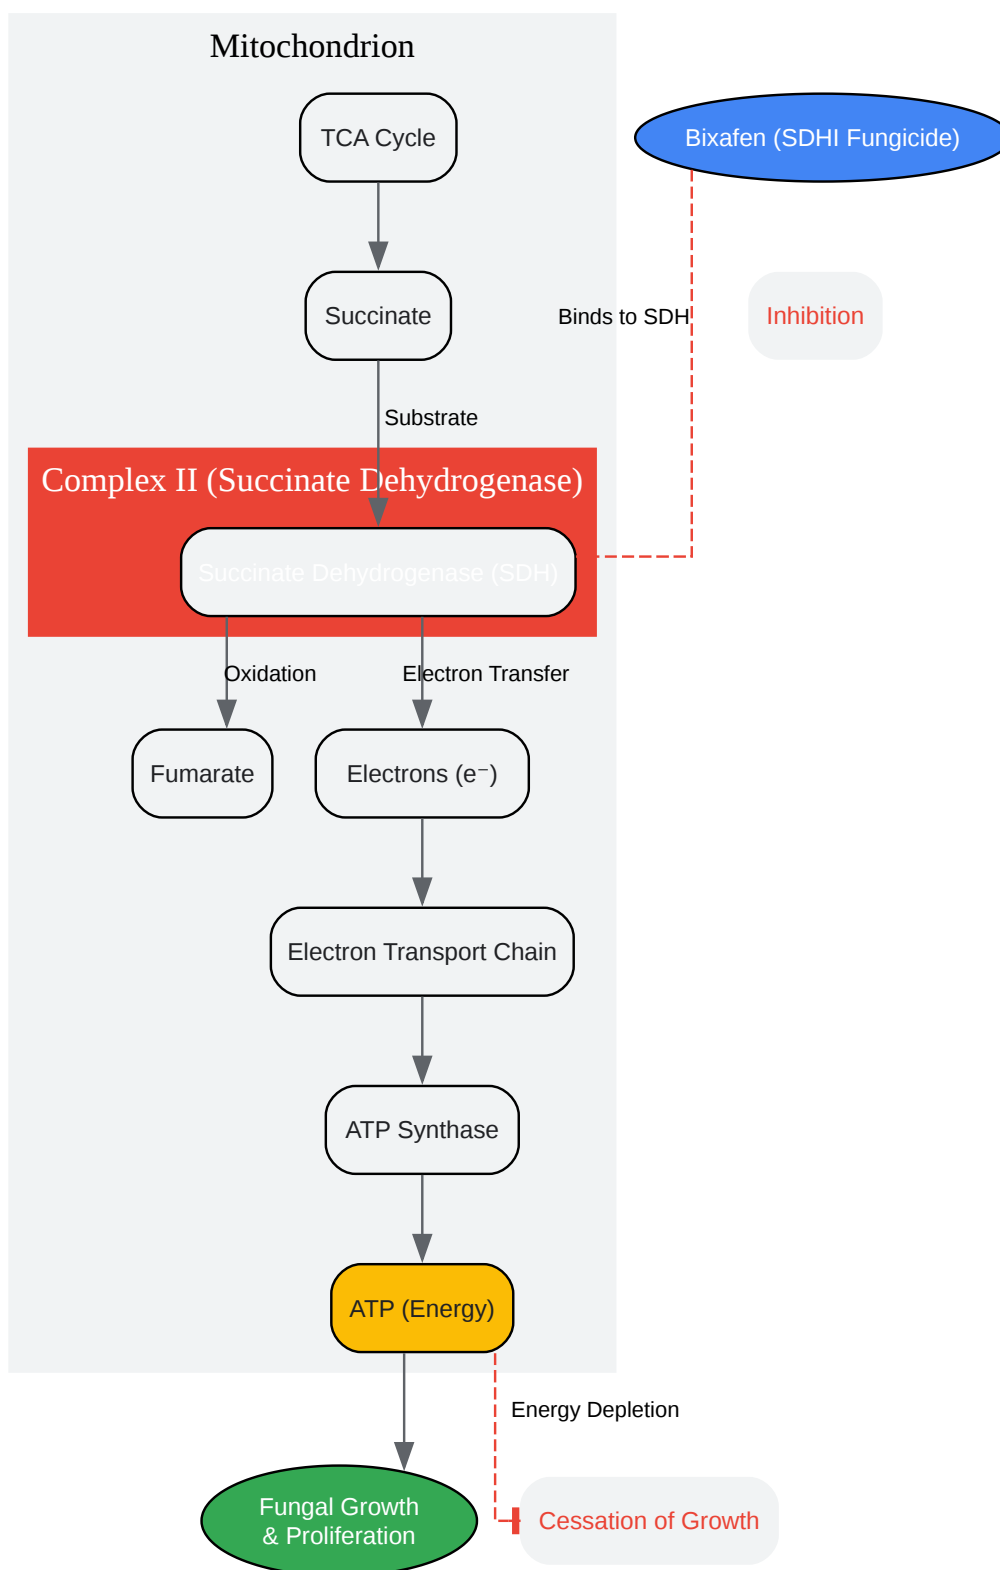 Mitochondrion
TCA Cycle
Bixafen (SDHI Fungicide)
Succinate
Binds to SDH
Inhibition
Substrate
Complex II (Succinate Dehydrogenase)
Succinate Dehydrogenase (SDH)
Oxidation
Electron Transfer
Fumarate
Electrons (e⁻)
Electron Transport Chain
ATP Synthase
ATP (Energy)
Energy Depletion
Fungal Growth
& Proliferation
Cessation of Growth